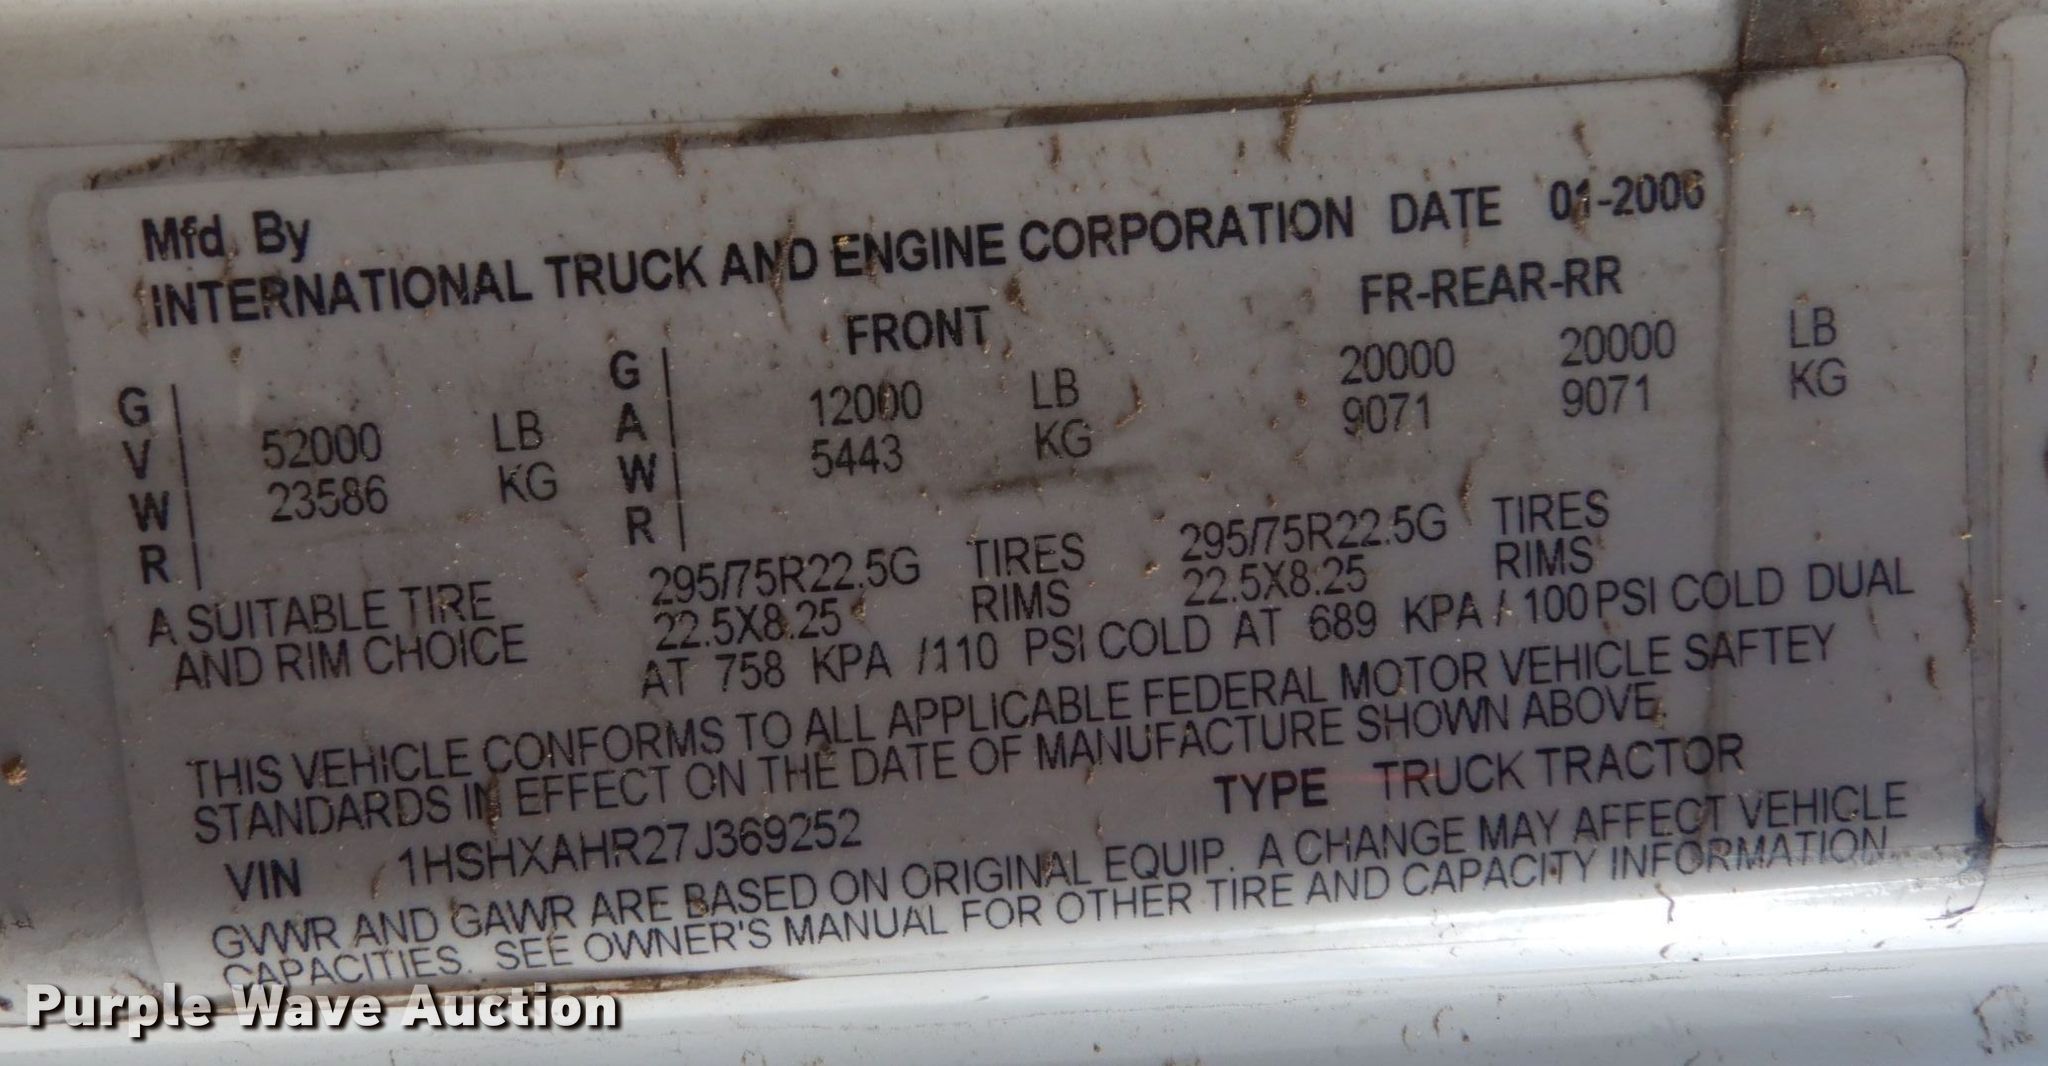 Mfd. By
INTERNATIONAL TRUCK AND ENGINE CORPORATION DATE 01-2006
FRONT FR-REAR-RR
G V W R 52000 LB G A W R 12000 LB 20000 20000 LB
23586 KG 5443 KG 9071 9071 KG
A SUITABLE TIRE 295/75R22.5G TIRES 295/75R22.5G TIRES
AND RIM CHOICE 22.5X8.25 RIMS 22.5X8.25 RIMS
AT 758 KPA /110 PSI COLD AT 689 KPA / 100PSI COLD DUAL
THIS VEHICLE CONFORMS TO ALL APPLICABLE FEDERAL MOTOR VEHICLE SAFTEY
STANDARDS IN EFFECT ON THE DATE OF MANUFACTURE SHOWN ABOVE.
VIN 1HSHXAHR27J369252 TYPE TRUCK TRACTOR
GVWR AND GAWR ARE BASED ON ORIGINAL EQUIP. A CHANGE MAY AFFECT VEHICLE
CAPACITIES. SEE OWNER'S MANUAL FOR OTHER TIRE AND CAPACITY INFORMATION.
Purple Wave Auction